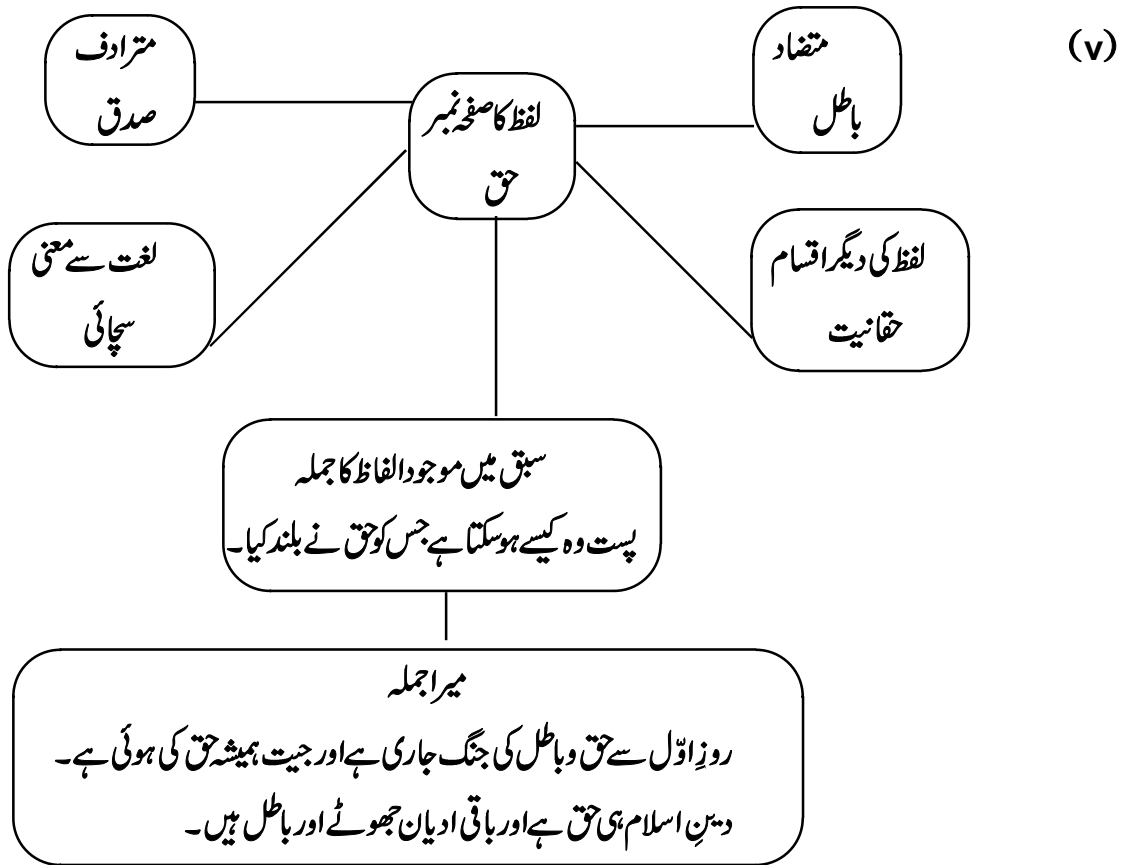 (v)
متضاد
باطل
لفظ کا صفحہ نمبر
حق
مترادف
صدق
لفظ کی دیگر اقسام
حقانیت
لغت سے معنی
سچائی
سبق میں موجود الفاظ کا جملہ
پست وہ کیسے ہوسکتا ہے جس کو حق نے بلند کیا۔
میرا جملہ
روزِ اوّل سے حق و باطل کی جنگ جاری ہے اور جیت ہمیشہ حق کی ہوئی ہے۔
دینِ اسلام ہی حق ہے اور باقی ادیان جھوٹے اور باطل ہیں۔